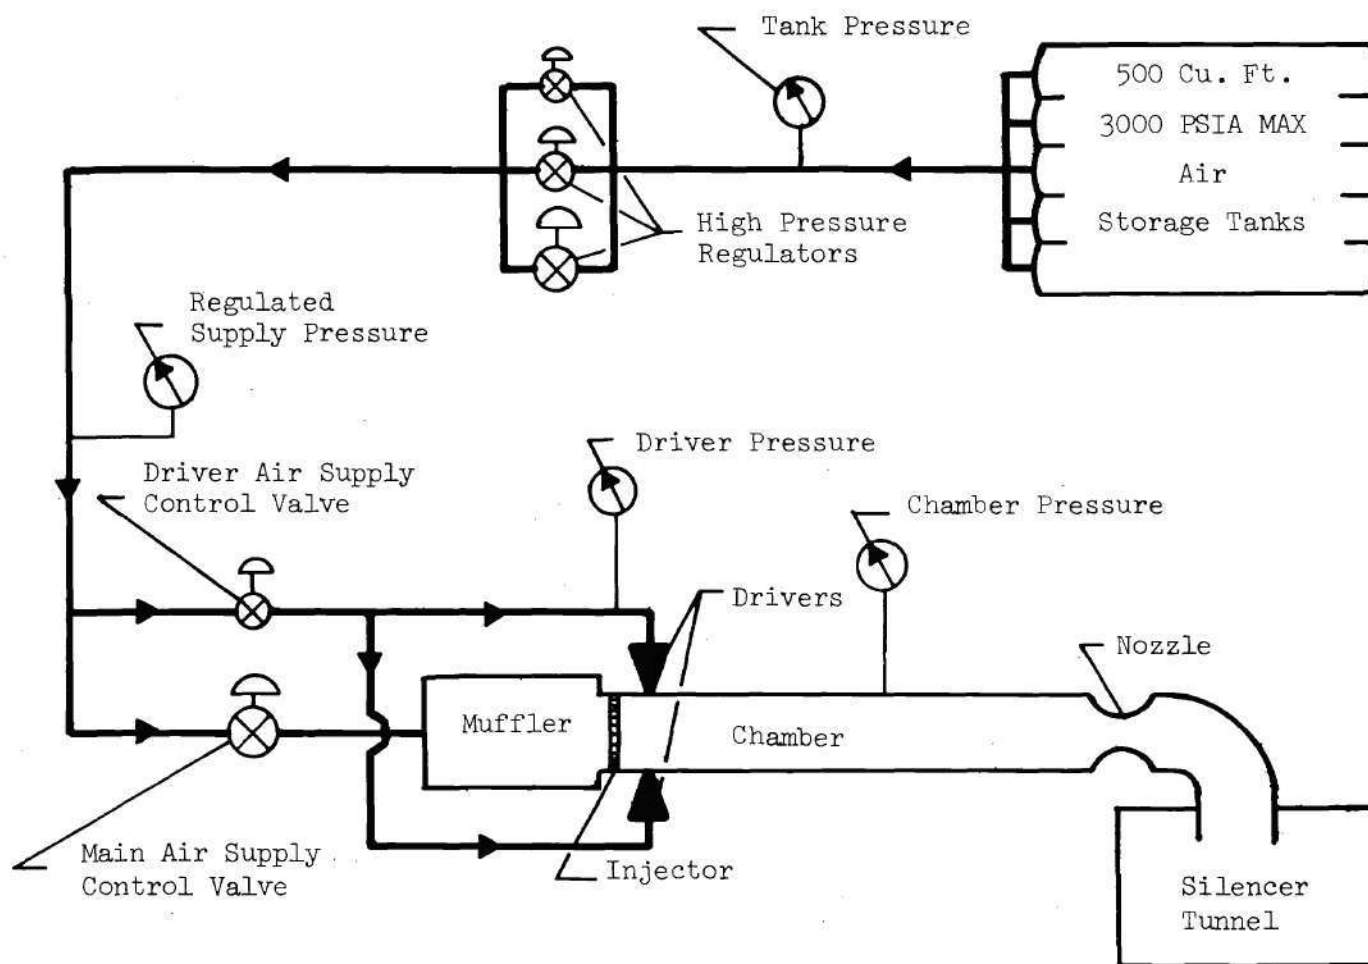 Tank Pressure
500 Cu. Ft.
3000 PSIA MAX
Air
Storage Tanks
High Pressure
Regulators
Regulated
Supply Pressure
Driver Air Supply
Control Valve
Driver Pressure
Chamber Pressure
Drivers
Nozzle
Muffler
Chamber
Main Air Supply
Control Valve
Injector
Silencer
Tunnel